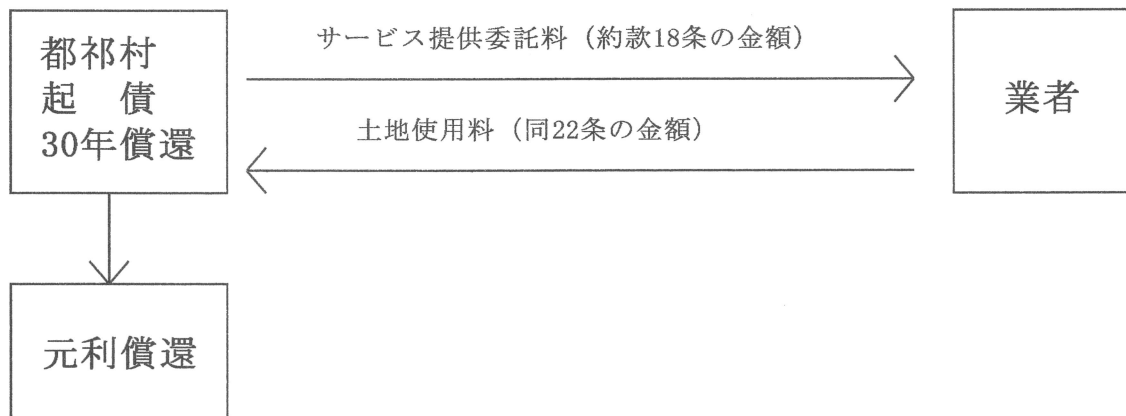 都祁村
起　債
30年償還
サービス提供委託料（約款18条の金額）
業者
土地使用料（同22条の金額）
元利償還